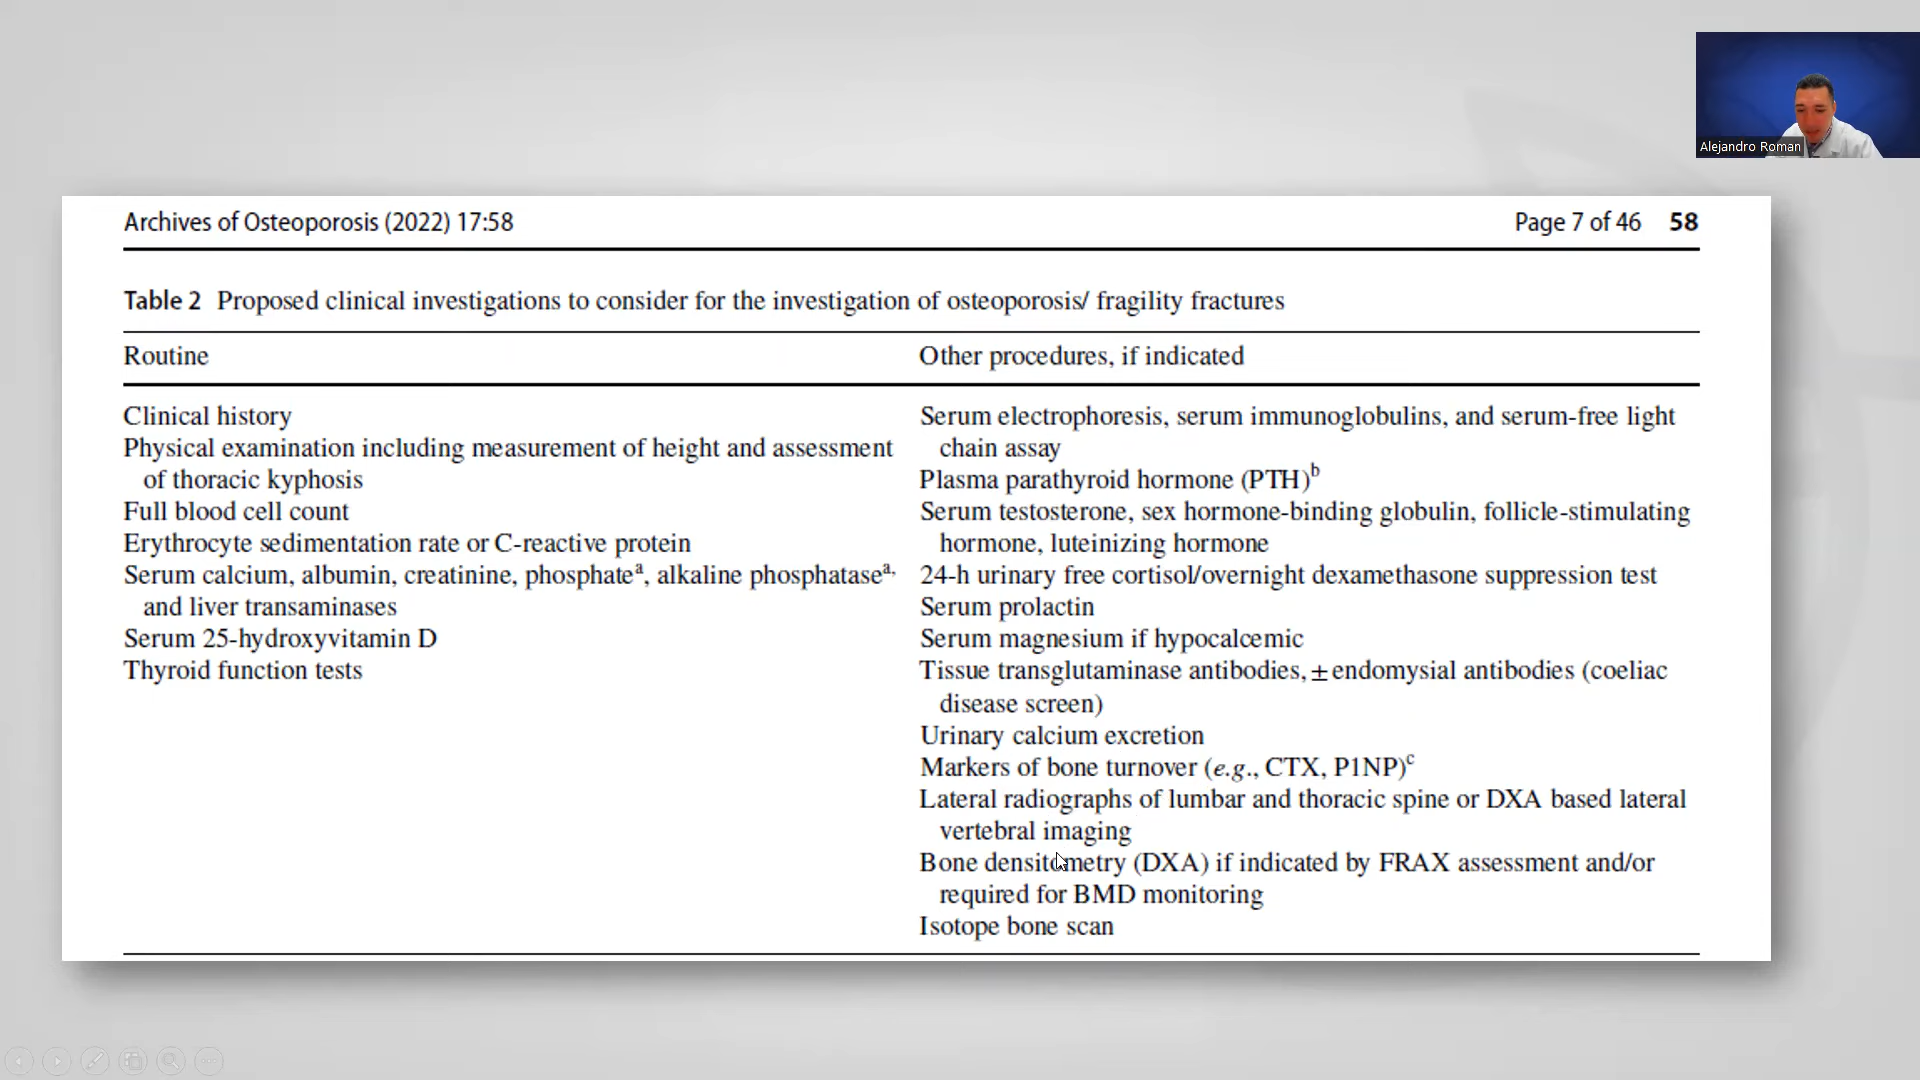 Alejandro Roman
Archives of Osteoporosis (2022) 17:58
Page 7 of 46 58
Table 2 Proposed clinical investigations to consider for the investigation of osteoporosis/ fragility fractures
Routine
Other procedures, if indicated
Clinical history
Physical examination including measurement of height and assessment
of thoracic kyphosis
Full blood cell count
Erythrocyte sedimentation rate or C-reactive protein
Serum calcium, albumin, creatinine, phosphateᵃ, alkaline phosphataseᵃ,
and liver transaminases
Serum 25-hydroxyvitamin D
Thyroid function tests
Serum electrophoresis, serum immunoglobulins, and serum-free light
chain assay
Plasma parathyroid hormone (PTH)ᵇ
Serum testosterone, sex hormone-binding globulin, follicle-stimulating
hormone, luteinizing hormone
24-h urinary free cortisol/overnight dexamethasone suppression test
Serum prolactin
Serum magnesium if hypocalcemic
Tissue transglutaminase antibodies, ± endomysial antibodies (coeliac
disease screen)
Urinary calcium excretion
Markers of bone turnover (e.g., CTX, P1NP)ᶜ
Lateral radiographs of lumbar and thoracic spine or DXA based lateral
vertebral imaging
Bone densitometry (DXA) if indicated by FRAX assessment and/or
required for BMD monitoring
Isotope bone scan